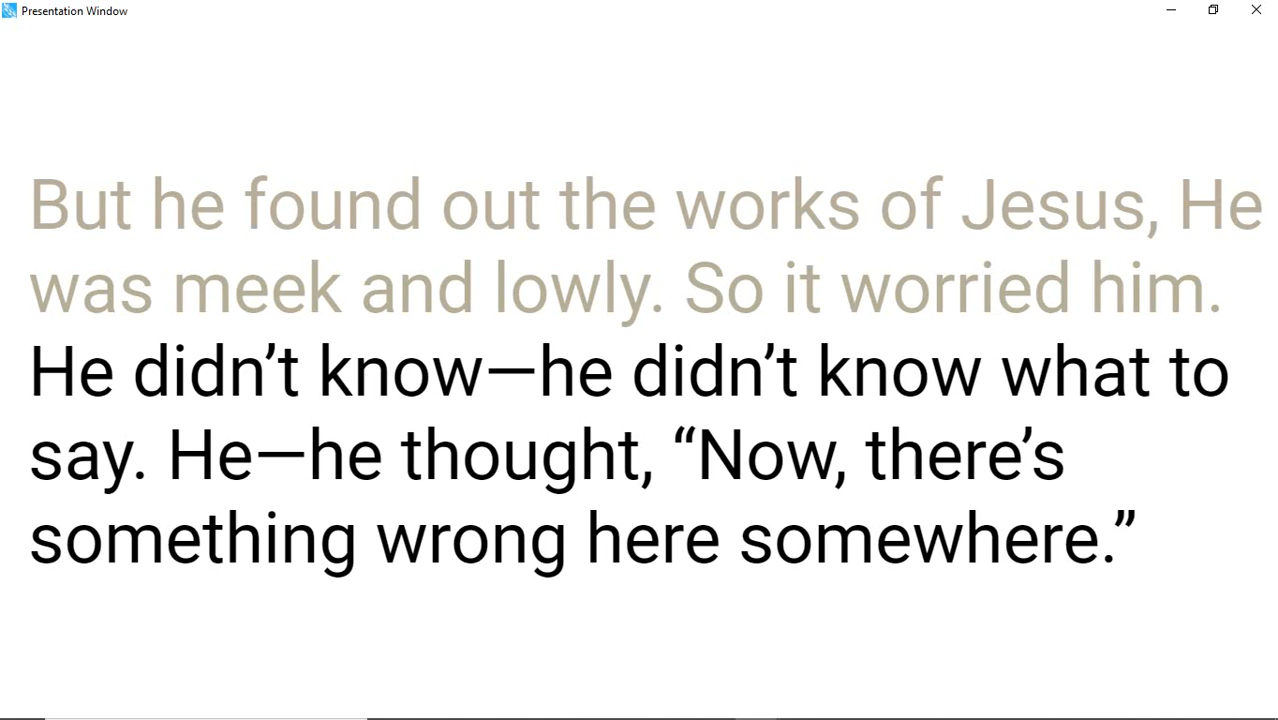 Presentation Window
But he found out the works of Jesus, He
was meek and lowly. So it worried him.
He didn’t know—he didn’t know what to
say. He—he thought, “Now, there’s
something wrong here somewhere.”